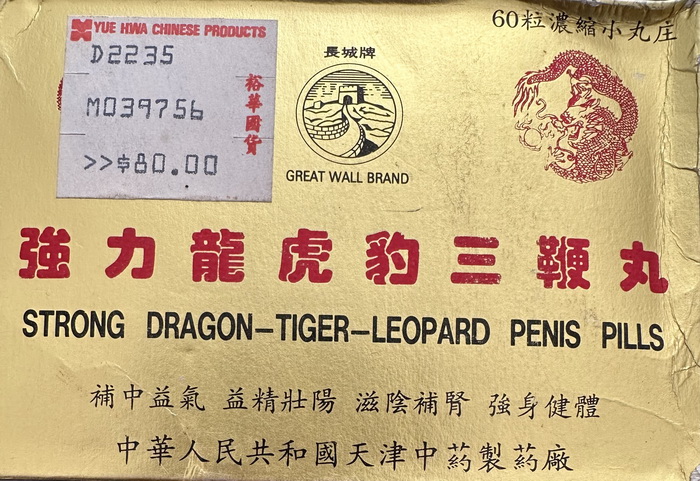 YUE HWA CHINESE PRODUCTS
D2235
M039756
>>$80.00
裕華國貨
長城牌
GREAT WALL BRAND
60粒濃縮小丸庄
強力龍虎豹三鞭丸
STRONG DRAGON–TIGER–LEOPARD PENIS PILLS
補中益氣 益精壯陽 滋陰補腎 強身健體
中華人民共和國天津中葯製葯廠